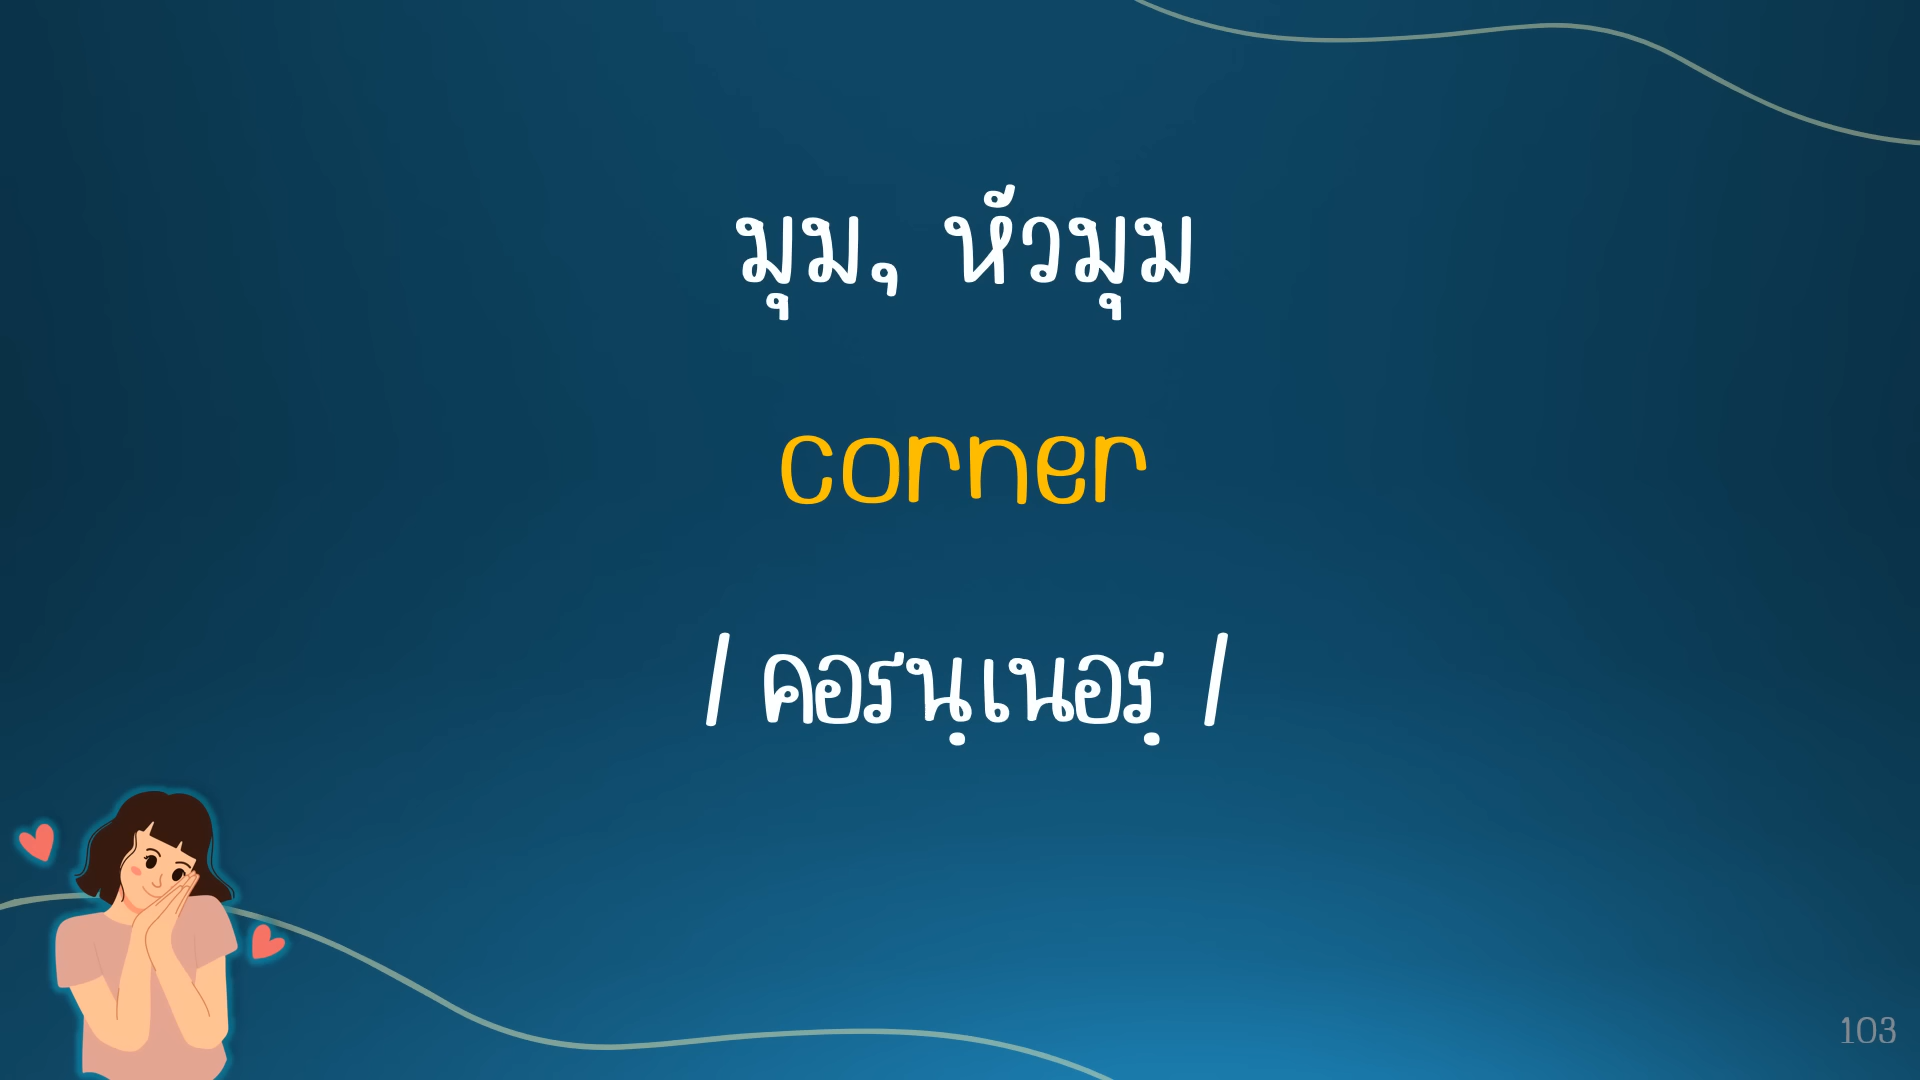 มุม, หัวมุม
corner
/ คอรนฺเนอรฺ /
103